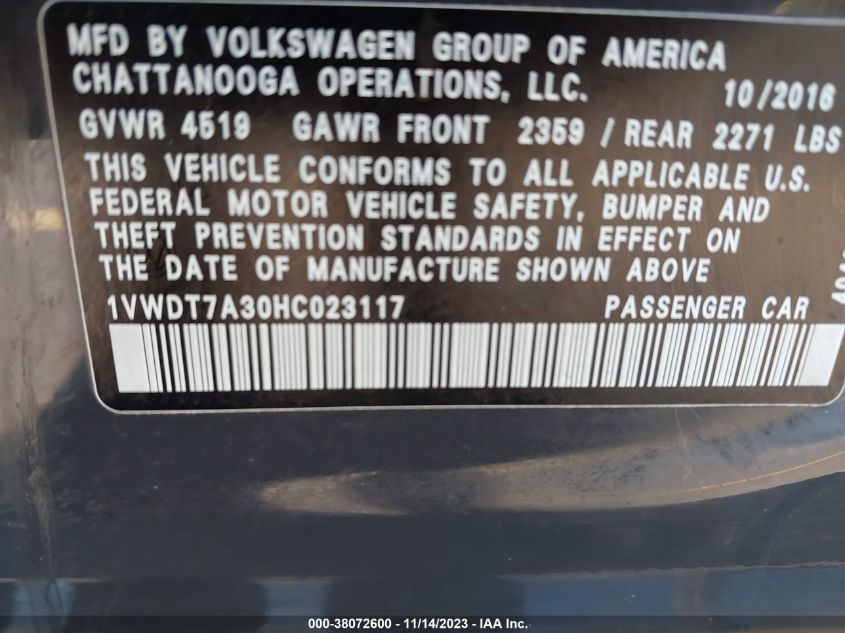 MFD BY VOLKSWAGEN GROUP OF AMERICA
CHATTANOOGA OPERATIONS, LLC. 10/2016
GVWR 4519 GAWR FRONT 2359 / REAR 2271 LBS
THIS VEHICLE CONFORMS TO ALL APPLICABLE U.S.
FEDERAL MOTOR VEHICLE SAFETY, BUMPER AND
THEFT PREVENTION STANDARDS IN EFFECT ON
THE DATE OF MANUFACTURE SHOWN ABOVE
1VWDT7A30HC023117 PASSENGER CAR
000-38072600 - 11/14/2023 - IAA Inc.